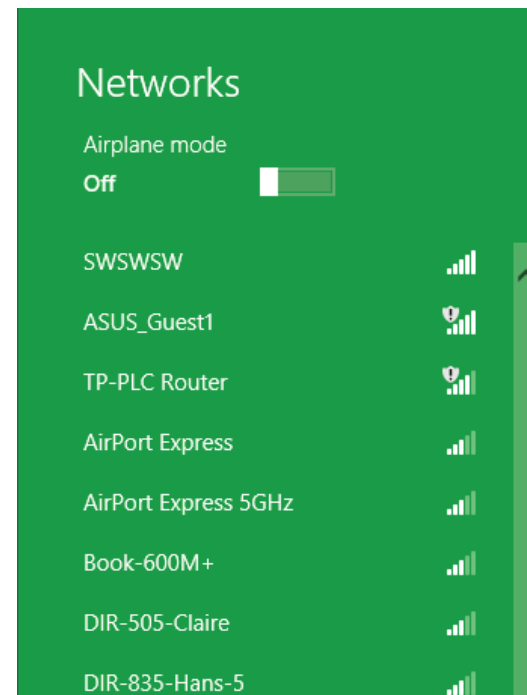 Networks
Airplane mode
Off
SWSWSW
ASUS_Guest1
TP-PLC Router
AirPort Express
AirPort Express 5GHz
Book-600M+
DIR-505-Claire
DIR-835-Hans-5